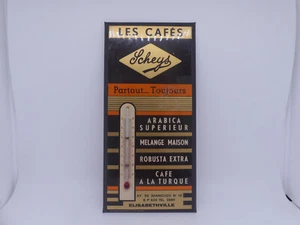 LES CAFÉS
Scheys
Partout... Toujours
ARABICA
SUPERIEUR
MELANGE MAISON
ROBUSTA EXTRA
CAFE
A LA TURQUE
ELISABETHVILLE